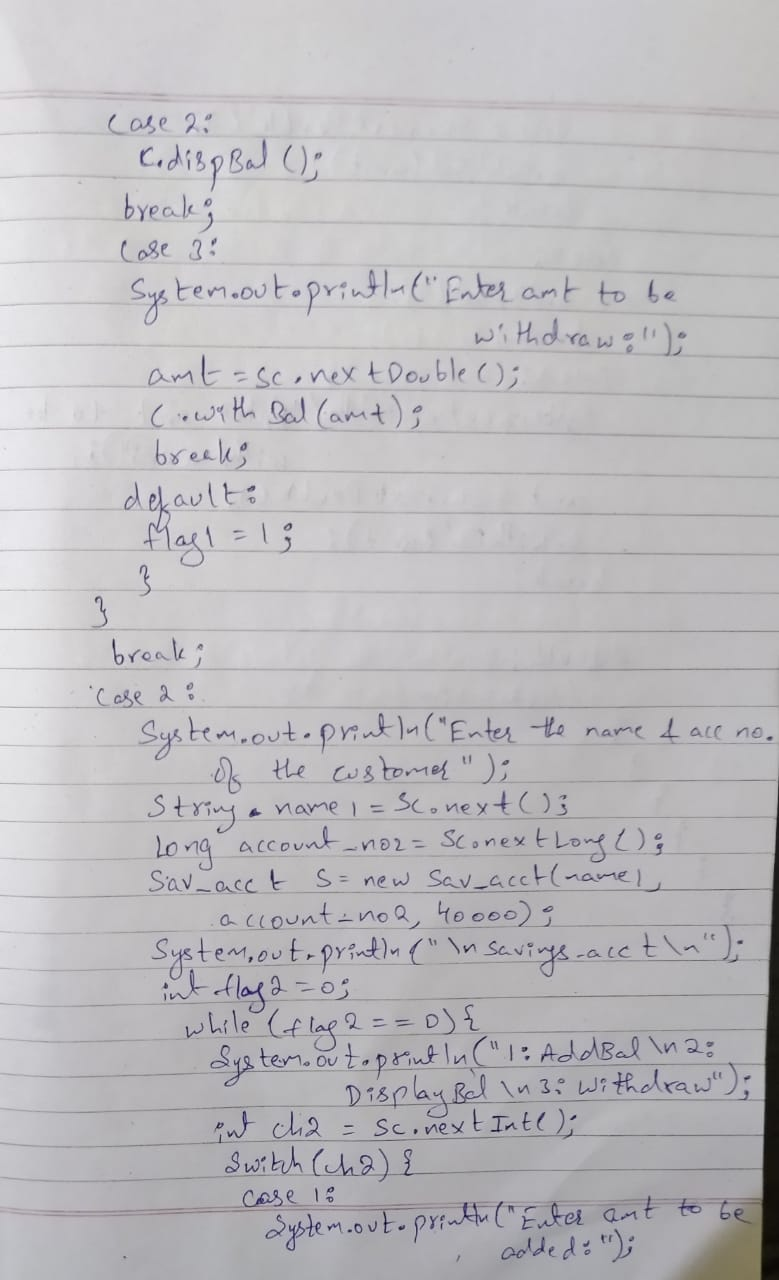 Case 2:
C.dispBal ();
break;
Case 3:
System.out.println("Enter amt to be
withdraw:");
amt = sc.nextDouble();
C.withBal(amt);
break;
default:
flag1 = 1;
}
}
break;
Case 2:
System.out.println("Enter the name & acc no.
of the customer");
String name1 = Sc.next();
Long account_no2 = Sc.nextLong();
Sav_acct S = new Sav_acct(name1,
account_no2, 40000);
System.out.println("\n savings-acct \n");
int flag2 = 0;
while (flag2 == 0) {
System.out.println("1: AddBal \n 2:
DisplayBal \n 3: Withdraw");
int ch2 = Sc.nextInt();
Switch (ch2) {
Case 1:
System.out.println("Enter amt to be
added:");